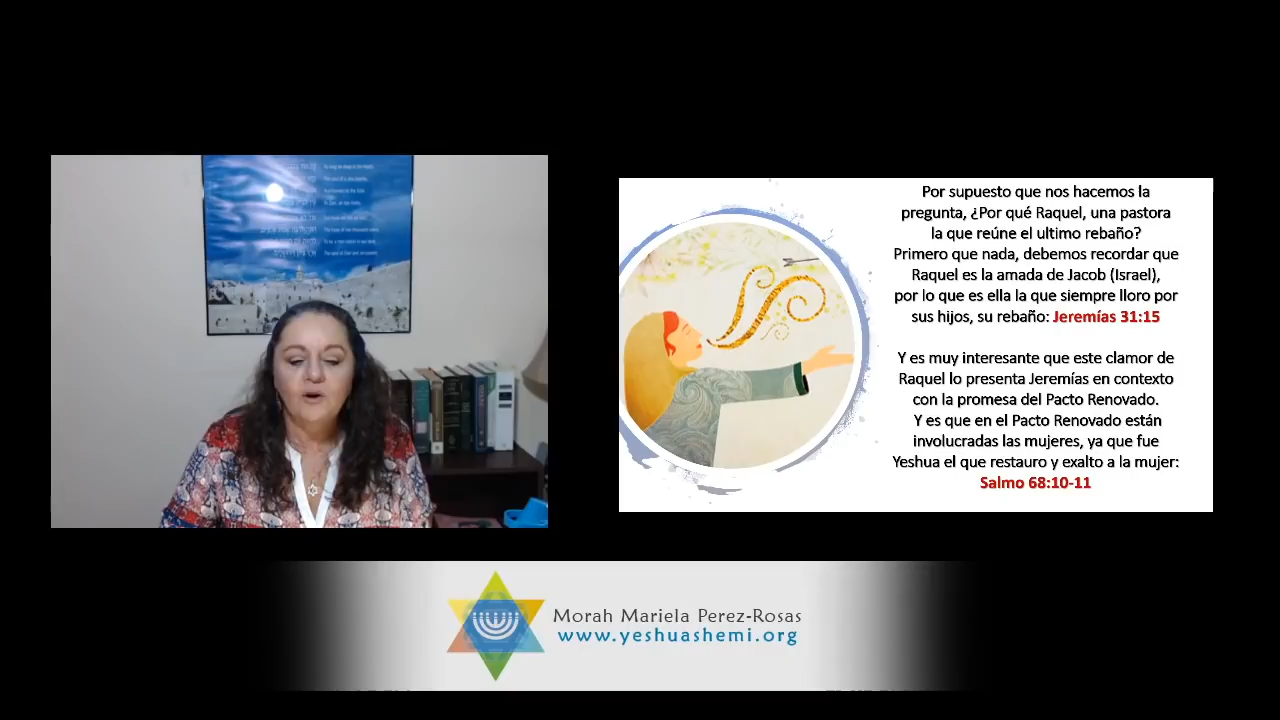 Por supuesto que nos hacemos la
pregunta, ¿Por qué Raquel, una pastora
la que reúne el ultimo rebaño?
Primero que nada, debemos recordar que
Raquel es la amada de Jacob (Israel),
por lo que es ella la que siempre lloro por
sus hijos, su rebaño: Jeremías 31:15
Y es muy interesante que este clamor de
Raquel lo presenta Jeremías en contexto
con la promesa del Pacto Renovado.
Y es que en el Pacto Renovado están
involucradas las mujeres, ya que fue
Yeshua el que restauro y exalto a la mujer:
Salmo 68:10-11
Morah Mariela Perez-Rosas
www.yeshuashemi.org